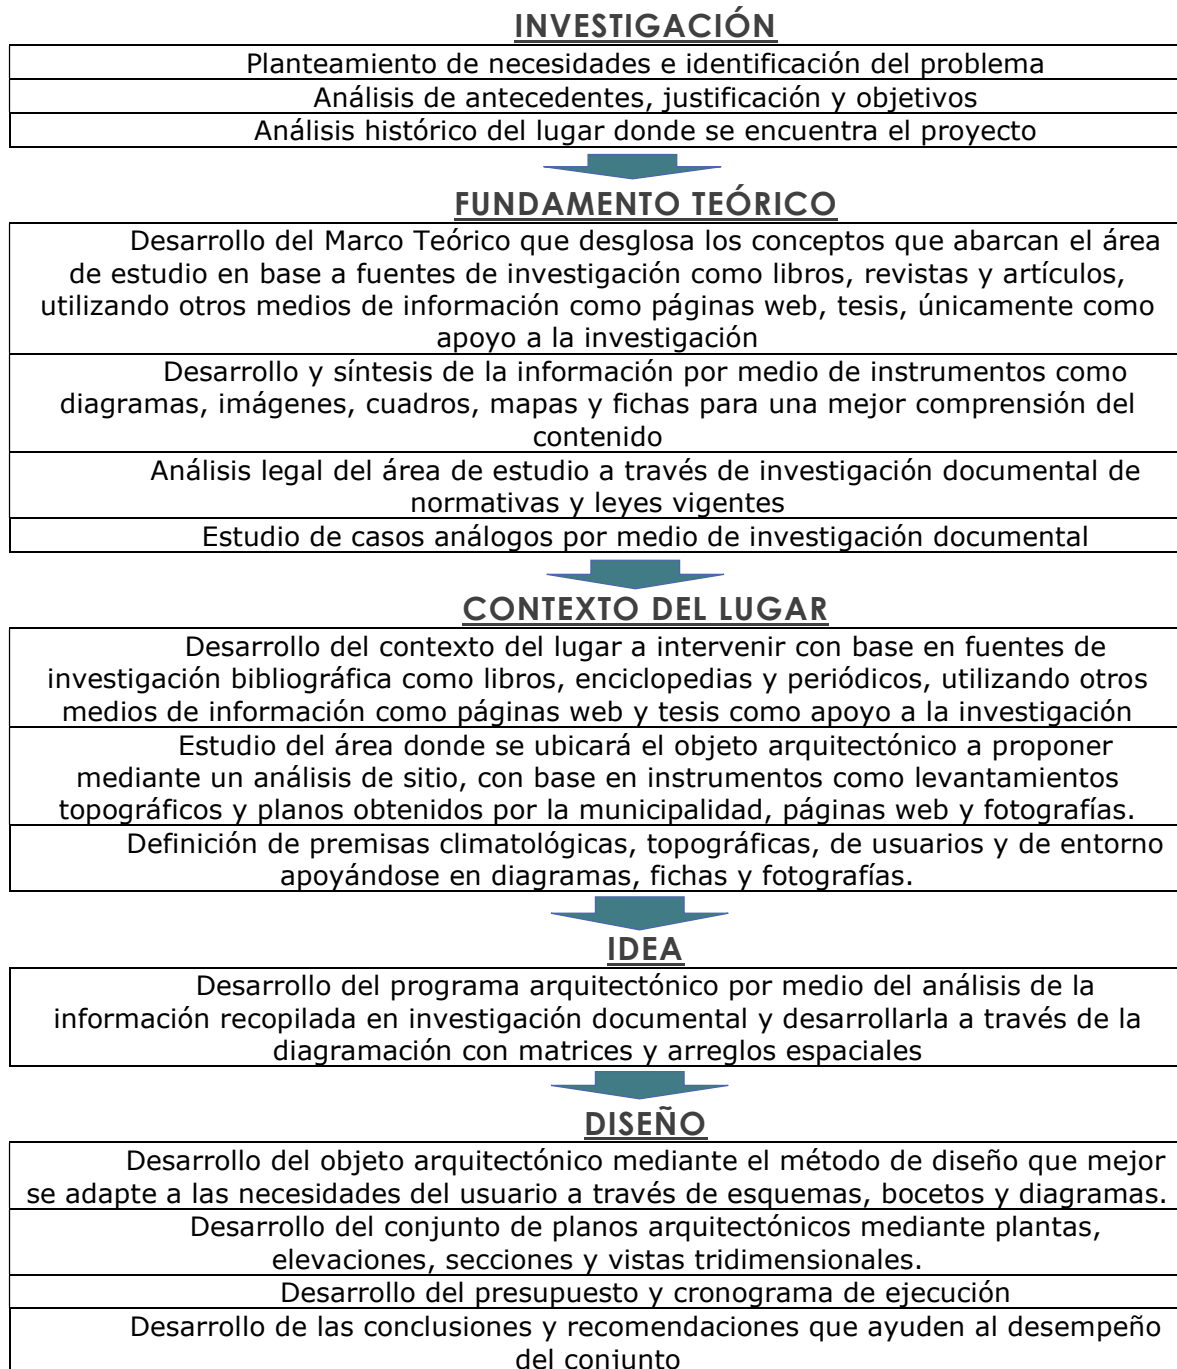 INVESTIGACIÓN
Planteamiento de necesidades e identificación del problema
Análisis de antecedentes, justificación y objetivos
Análisis histórico del lugar donde se encuentra el proyecto
FUNDAMENTO TEÓRICO
Desarrollo del Marco Teórico que desglosa los conceptos que abarcan el área
de estudio en base a fuentes de investigación como libros, revistas y artículos,
utilizando otros medios de información como páginas web, tesis, únicamente como
apoyo a la investigación
Desarrollo y síntesis de la información por medio de instrumentos como
diagramas, imágenes, cuadros, mapas y fichas para una mejor comprensión del
contenido
Análisis legal del área de estudio a través de investigación documental de
normativas y leyes vigentes
Estudio de casos análogos por medio de investigación documental
CONTEXTO DEL LUGAR
Desarrollo del contexto del lugar a intervenir con base en fuentes de
investigación bibliográfica como libros, enciclopedias y periódicos, utilizando otros
medios de información como páginas web y tesis como apoyo a la investigación
Estudio del área donde se ubicará el objeto arquitectónico a proponer
mediante un análisis de sitio, con base en instrumentos como levantamientos
topográficos y planos obtenidos por la municipalidad, páginas web y fotografías.
Definición de premisas climatológicas, topográficas, de usuarios y de entorno
apoyándose en diagramas, fichas y fotografías.
IDEA
Desarrollo del programa arquitectónico por medio del análisis de la
información recopilada en investigación documental y desarrollarla a través de la
diagramación con matrices y arreglos espaciales
DISEÑO
Desarrollo del objeto arquitectónico mediante el método de diseño que mejor
se adapte a las necesidades del usuario a través de esquemas, bocetos y diagramas.
Desarrollo del conjunto de planos arquitectónicos mediante plantas,
elevaciones, secciones y vistas tridimensionales.
Desarrollo del presupuesto y cronograma de ejecución
Desarrollo de las conclusiones y recomendaciones que ayuden al desempeño
del conjunto